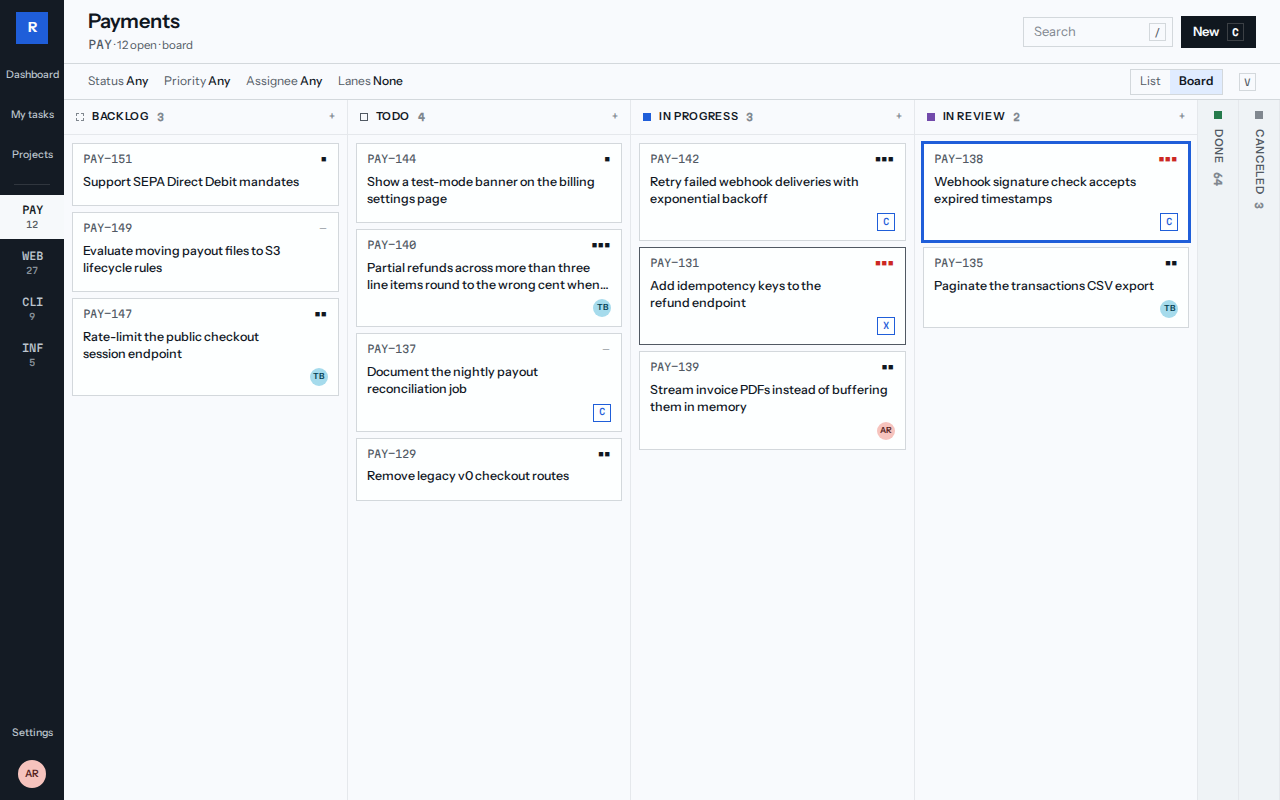 R
Dashboard
My tasks
Projects
PAY
12
WEB
27
CLI
9
INF
5
Settings
AR
Payments
PAY·12 open·board
Search /
New C
Status Any Priority Any Assignee Any Lanes None
List Board V
BACKLOG 3 +
PAY-151
Support SEPA Direct Debit mandates
PAY-149 —
Evaluate moving payout files to S3
lifecycle rules
PAY-147
Rate-limit the public checkout
session endpoint
TB
TODO 4 +
PAY-144
Show a test-mode banner on the billing
settings page
PAY-140
Partial refunds across more than three
line items round to the wrong cent when…
TB
PAY-137 —
Document the nightly payout
reconciliation job
C
PAY-129
Remove legacy v0 checkout routes
IN PROGRESS 3 +
PAY-142
Retry failed webhook deliveries with
exponential backoff
C
PAY-131
Add idempotency keys to the
refund endpoint
X
PAY-139
Stream invoice PDFs instead of buffering
them in memory
AR
IN REVIEW 2 +
PAY-138
Webhook signature check accepts
expired timestamps
C
PAY-135
Paginate the transactions CSV export
TB
DONE 64
CANCELED 3